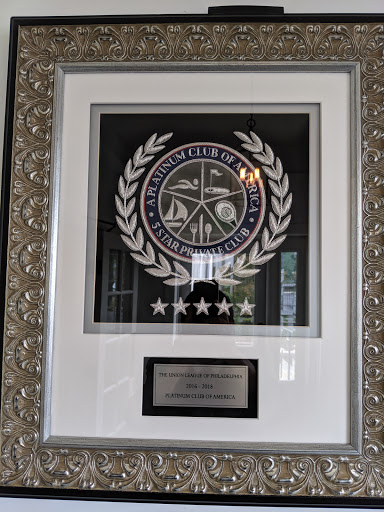 A PLATINUM CLUB OF AMERICA
5 STAR PRIVATE CLUB
THE UNION LEAGUE OF PHILADELPHIA
2016 - 2018
PLATINUM CLUB OF AMERICA